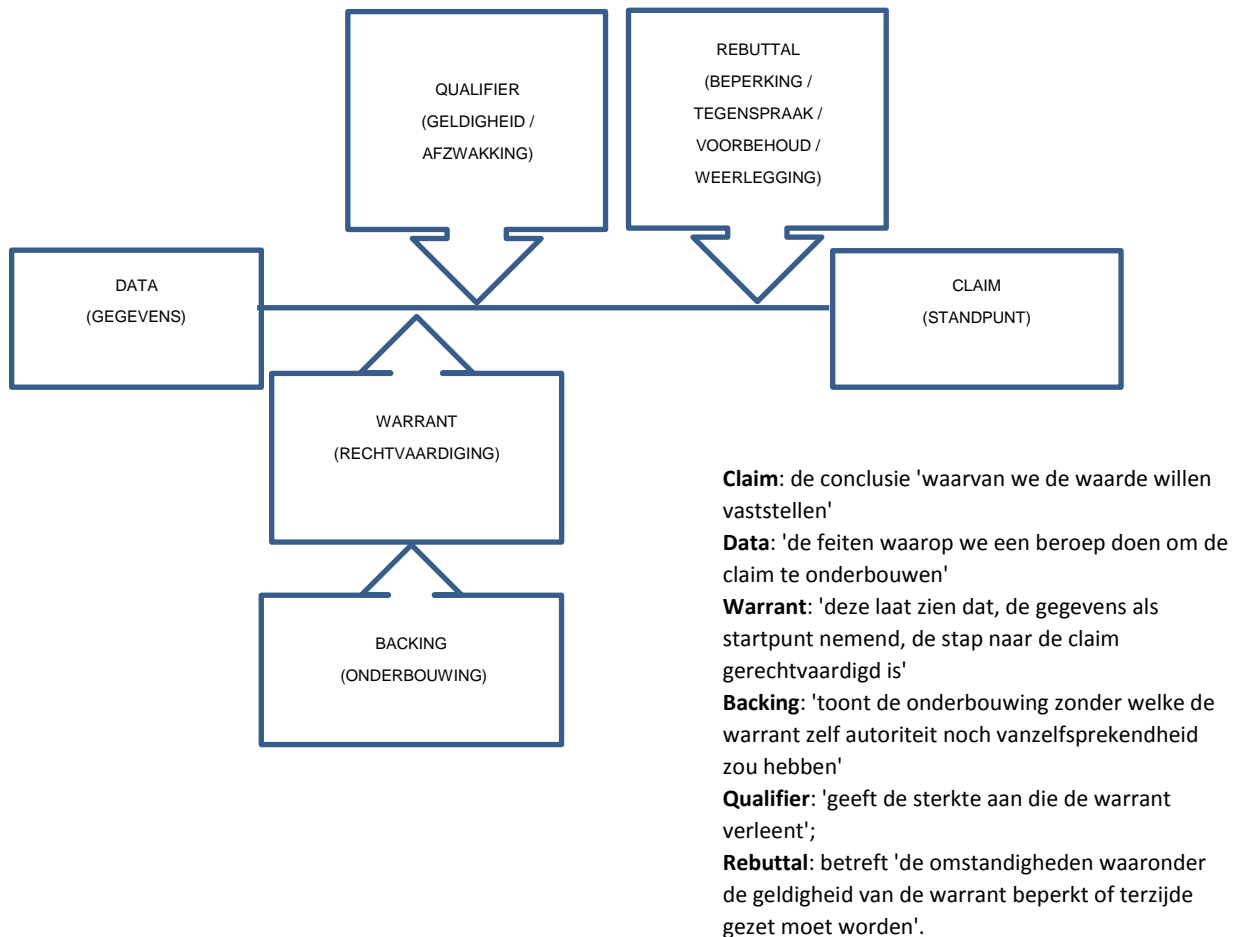 QUALIFIER
(GELDIGHEID /
AFZWAKKING)
REBUTTAL
(BEPERKING /
TEGENSPRAAK /
VOORBEHOUD /
WEERLEGGING)
DATA
(GEGEVENS)
CLAIM
(STANDPUNT)
WARRANT
(RECHTVAARDIGING)
BACKING
(ONDERBOUWING)
Claim: de conclusie 'waarvan we de waarde willen
vaststellen'
Data: 'de feiten waarop we een beroep doen om de
claim te onderbouwen'
Warrant: 'deze laat zien dat, de gegevens als
startpunt nemend, de stap naar de claim
gerechtvaardigd is'
Backing: 'toont de onderbouwing zonder welke de
warrant zelf autoriteit noch vanzelfsprekendheid
zou hebben'
Qualifier: 'geeft de sterkte aan die de warrant
verleent';
Rebuttal: betreft 'de omstandigheden waaronder
de geldigheid van de warrant beperkt of terzijde
gezet moet worden'.